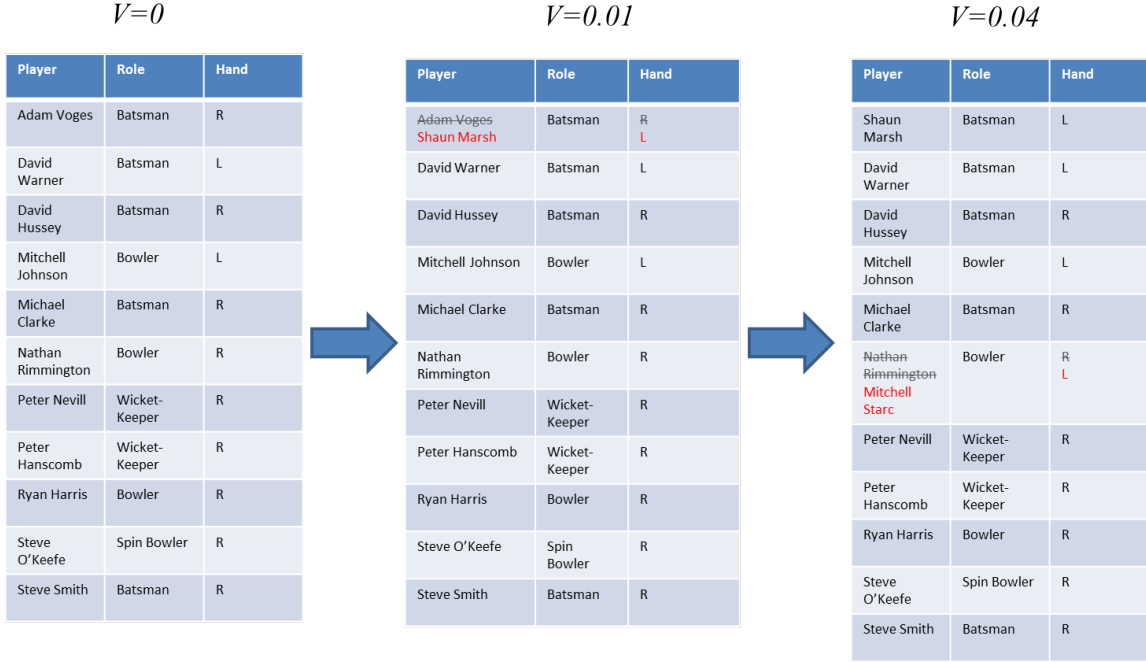 V=0
Player Role Hand
Adam Voges Batsman R
David Batsman L
Warner
David Batsman R
Hussey
Mitchell Bowler L
Johnson
Michael Batsman R
Clarke
Nathan Bowler R
Rimmington
Peter Nevill Wicket- R
Keeper
Peter Wicket- R
Hanscomb Keeper
Ryan Harris Bowler R
Steve Spin Bowler R
O'Keefe
Steve Smith Batsman R
V=0.01
Player Role Hand
Adam Voges Batsman R
Shaun Marsh L
David Warner Batsman L
David Hussey Batsman R
Mitchell Johnson Bowler L
Michael Clarke Batsman R
Nathan Bowler R
Rimmington
Peter Nevill Wicket- R
Keeper
Peter Hanscomb Wicket- R
Keeper
Ryan Harris Bowler R
Steve O'Keefe Spin R
Bowler
Steve Smith Batsman R
V=0.04
Player Role Hand
Shaun Batsman L
Marsh
David Batsman L
Warner
David Batsman R
Hussey
Mitchell Bowler L
Johnson
Michael Batsman R
Clarke
Nathan Bowler R
Rimmington L
Mitchell
Starc
Peter Nevill Wicket- R
Keeper
Peter Wicket- R
Hanscomb Keeper
Ryan Harris Bowler R
Steve Spin Bowler R
O'Keefe
Steve Smith Batsman R